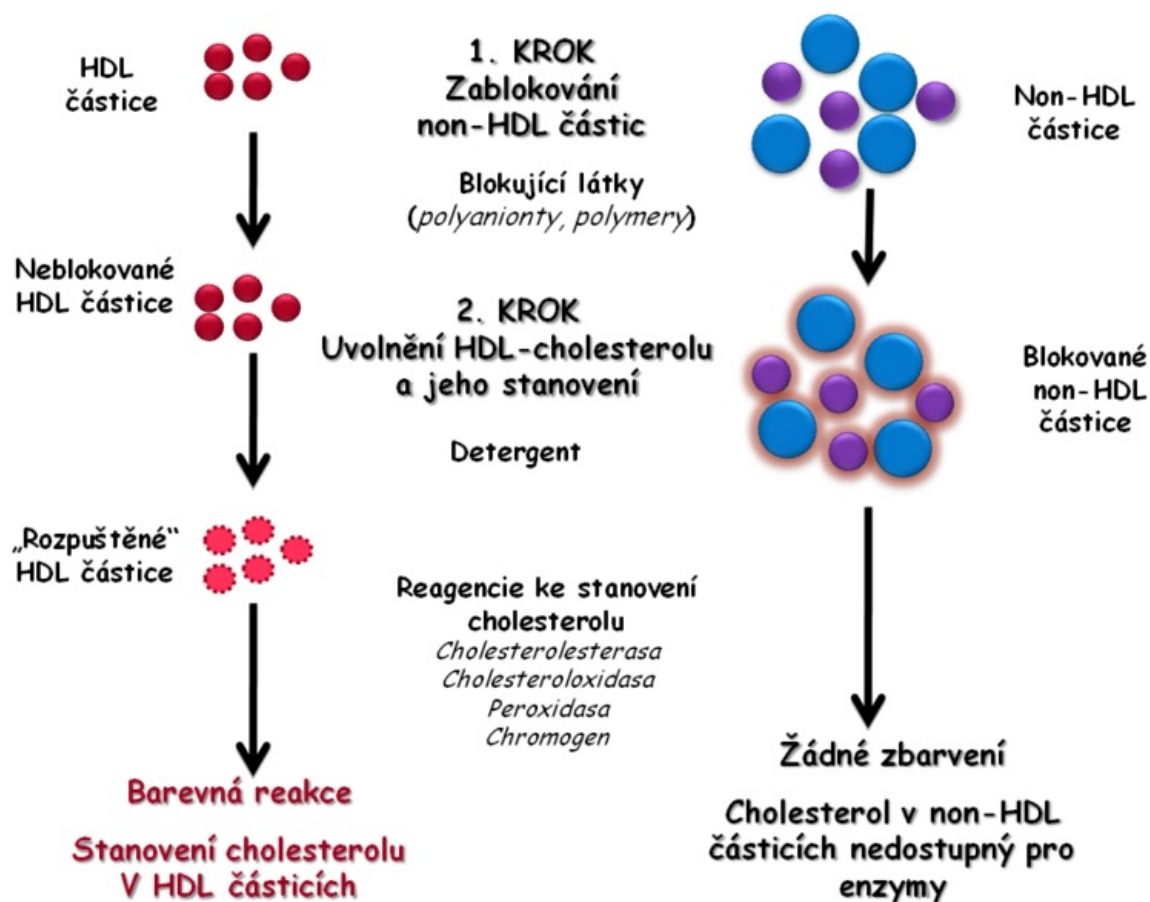 HDL
částice
1. KROK
Zablokování
non-HDL částic
Non-HDL
částice
Blokující látky
(polyanionty, polymery)
Neblokované
HDL částice
2. KROK
Uvolnění HDL-cholesterolu
a jeho stanovení
Blokované
non-HDL
částice
Detergent
„Rozpuštěné“
HDL částice
Reagencie ke stanovení
cholesterolu
Cholesterolesterasa
Cholesteroloxidasa
Peroxidasa
Chromogen
Barevná reakce
Stanovení cholesterolu
V HDL částicích
Žádné zbarvení
Cholesterol v non-HDL
částicích nedostupný pro
enzymy